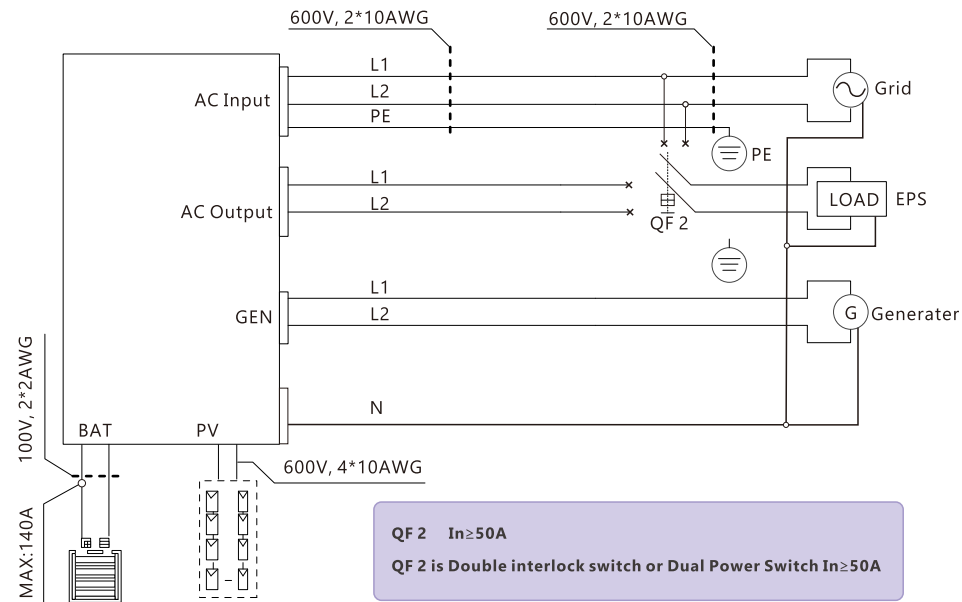 600V, 2*10AWG
600V, 2*10AWG
L1
L2
PE
AC Input
Grid
PE
L1
L2
AC Output
QF 2
LOAD
EPS
L1
L2
GEN
G
Generater
N
BAT
PV
100V, 2*2AWG
600V, 4*10AWG
MAX:140A
QF 2 In≥50A
QF 2 is Double interlock switch or Dual Power Switch In≥50A